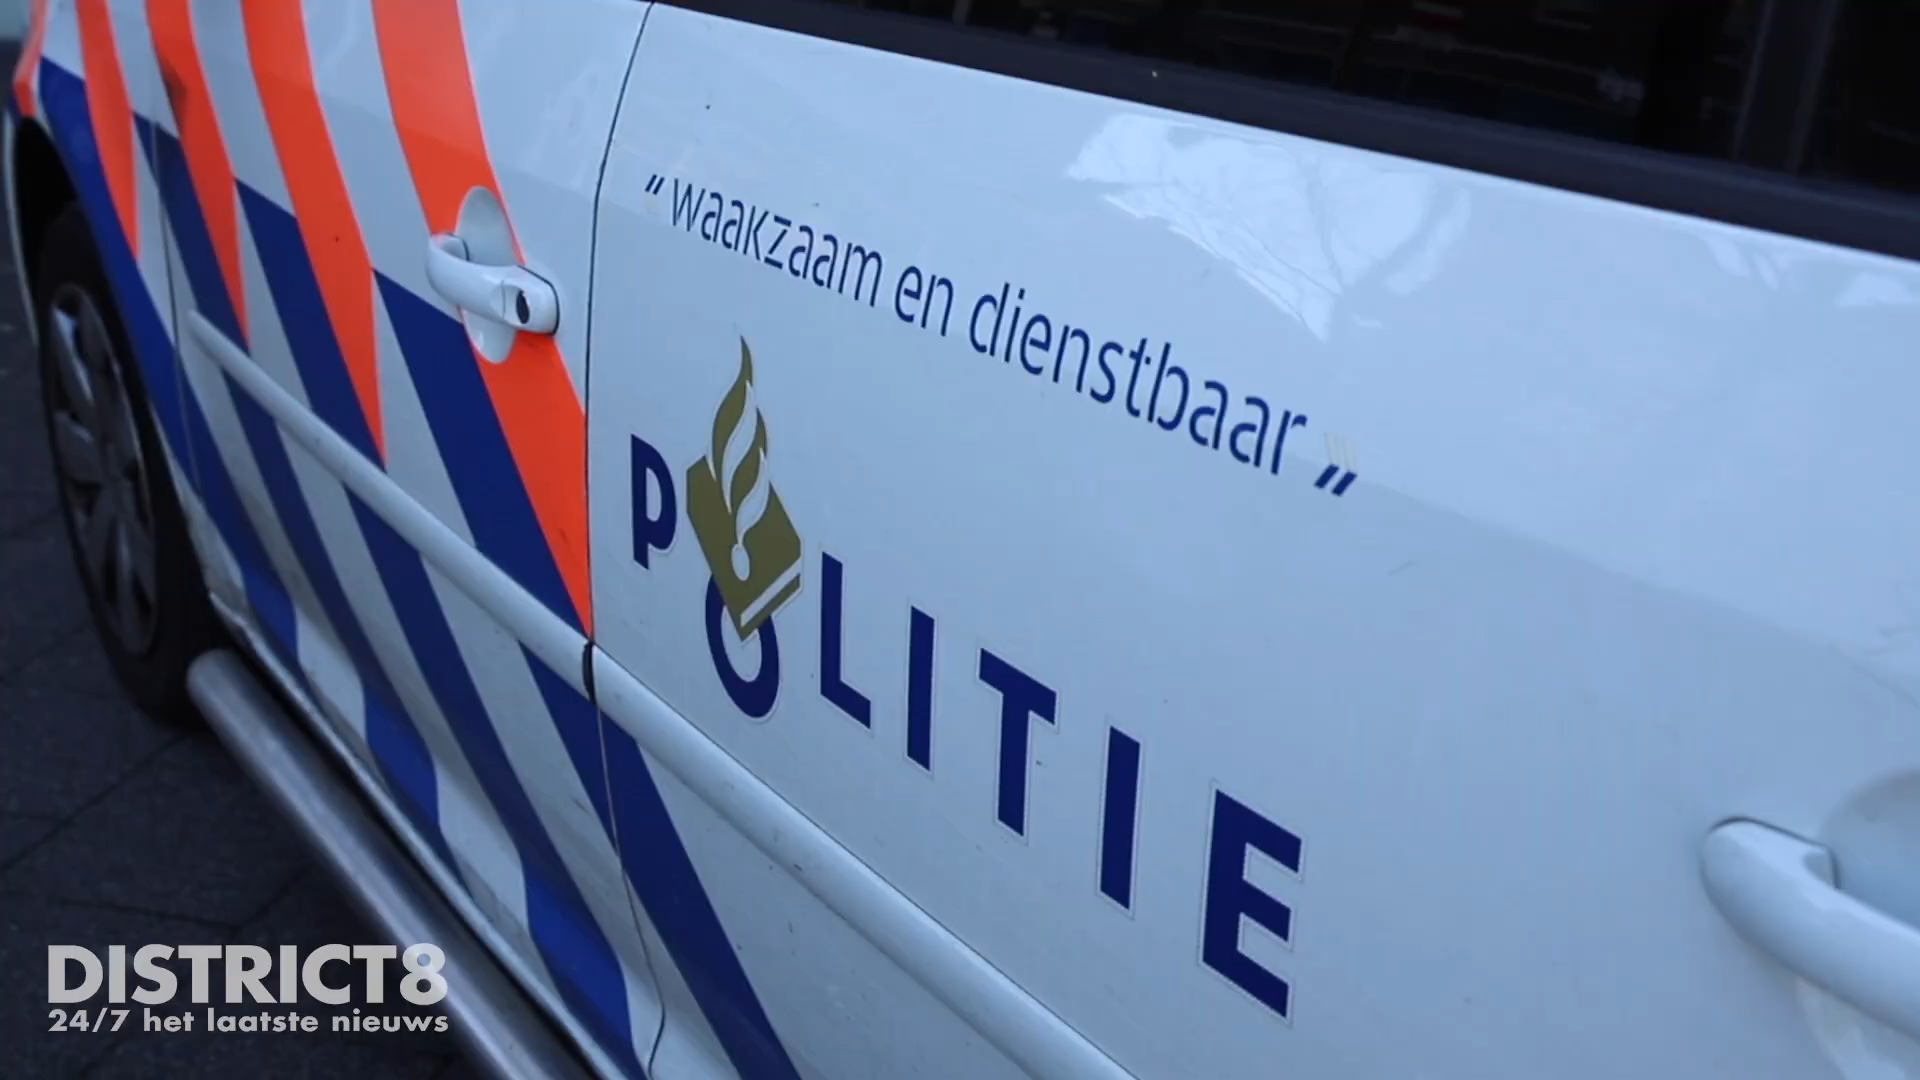 “waakzaam en dienstbaar„
POLITIE
DISTRICT8
24/7 het laatste nieuws